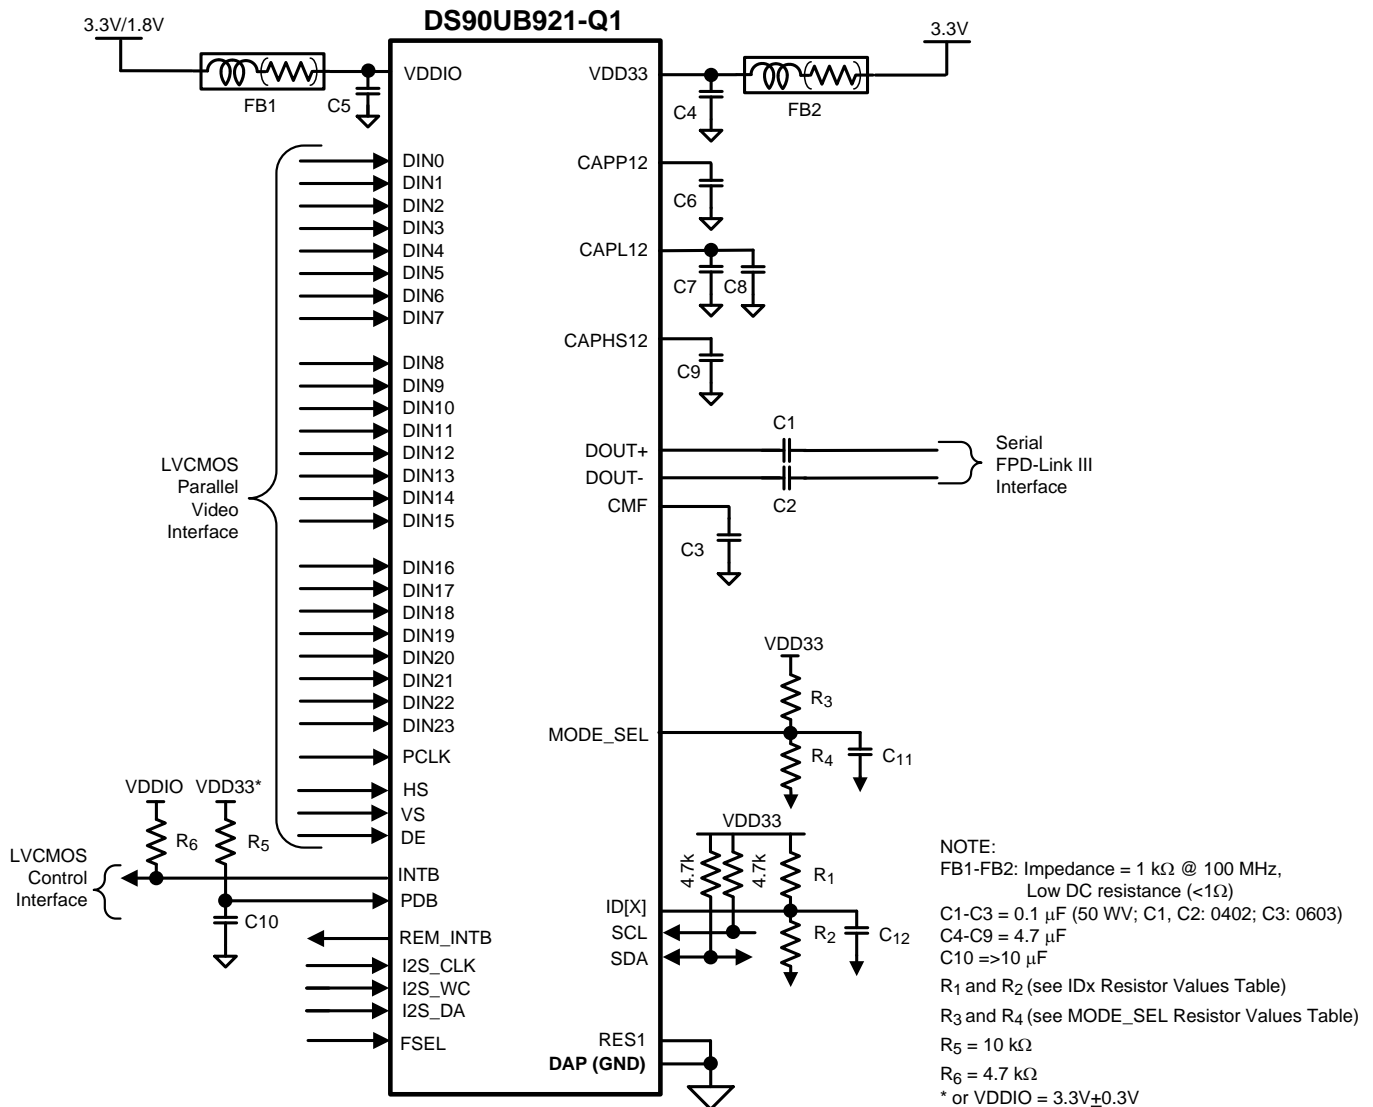 DS90UB921-Q1
3.3V/1.8V
3.3V
FB1
C5
VDDIO
VDD33
C4
FB2
DIN0
DIN1
DIN2
DIN3
DIN4
DIN5
DIN6
DIN7
DIN8
DIN9
DIN10
DIN11
DIN12
DIN13
DIN14
DIN15
DIN16
DIN17
DIN18
DIN19
DIN20
DIN21
DIN22
DIN23
PCLK
HS
VS
DE
LVCMOS
Parallel
Video
Interface
VDDIO
VDD33*
R6
R5
LVCMOS
Control
Interface
INTB
PDB
C10
REM_INTB
I2S_CLK
I2S_WC
I2S_DA
FSEL
CAPP12
C6
CAPL12
C7
C8
CAPHS12
C9
C1
DOUT+
DOUT-
C2
CMF
C3
Serial
FPD-Link III
Interface
VDD33
R3
MODE_SEL
R4
C11
VDD33
4.7k
4.7k
R1
ID[X]
SCL
SDA
R2
C12
RES1
DAP (GND)
NOTE:
FB1-FB2: Impedance = 1 kΩ @ 100 MHz,
Low DC resistance (<1Ω)
C1-C3 = 0.1 μF (50 WV; C1, C2: 0402; C3: 0603)
C4-C9 = 4.7 μF
C10 =>10 μF
R1 and R2 (see IDx Resistor Values Table)
R3 and R4 (see MODE_SEL Resistor Values Table)
R5 = 10 kΩ
R6 = 4.7 kΩ
* or VDDIO = 3.3V±0.3V